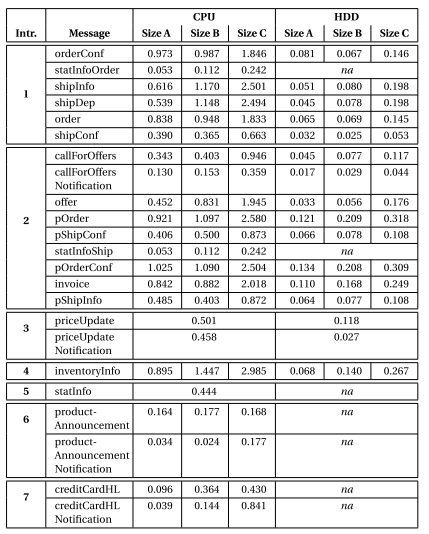 CPU HDD
Intr. Message Size A Size B Size C Size A Size B Size C
1
orderConf 0.973 0.987 1.846 0.081 0.067 0.146
statInfoOrder 0.053 0.112 0.242 na
shipInfo 0.616 1.170 2.501 0.051 0.080 0.198
shipDep 0.539 1.148 2.494 0.045 0.078 0.198
order 0.838 0.948 1.833 0.065 0.069 0.145
shipConf 0.390 0.365 0.663 0.032 0.025 0.053
2
callForOffers 0.343 0.403 0.946 0.045 0.077 0.117
callForOffers 0.130 0.153 0.359 0.017 0.029 0.044
Notification
offer 0.452 0.831 1.945 0.033 0.056 0.176
pOrder 0.921 1.097 2.580 0.121 0.209 0.318
pShipConf 0.406 0.500 0.873 0.066 0.078 0.108
statInfoShip 0.053 0.112 0.242 na
pOrderConf 1.025 1.090 2.504 0.134 0.208 0.309
invoice 0.842 0.882 2.018 0.110 0.168 0.249
pShipInfo 0.485 0.403 0.872 0.064 0.077 0.108
3
priceUpdate 0.501 0.118
priceUpdate 0.458 0.027
Notification
4 inventoryInfo 0.895 1.447 2.985 0.068 0.140 0.267
5 statInfo 0.444 na
6
product- 0.164 0.177 0.168 na
Announcement
product- 0.034 0.024 0.177 na
Announcement
Notification
7
creditCardHL 0.096 0.364 0.430 na
creditCardHL 0.039 0.144 0.841 na
Notification